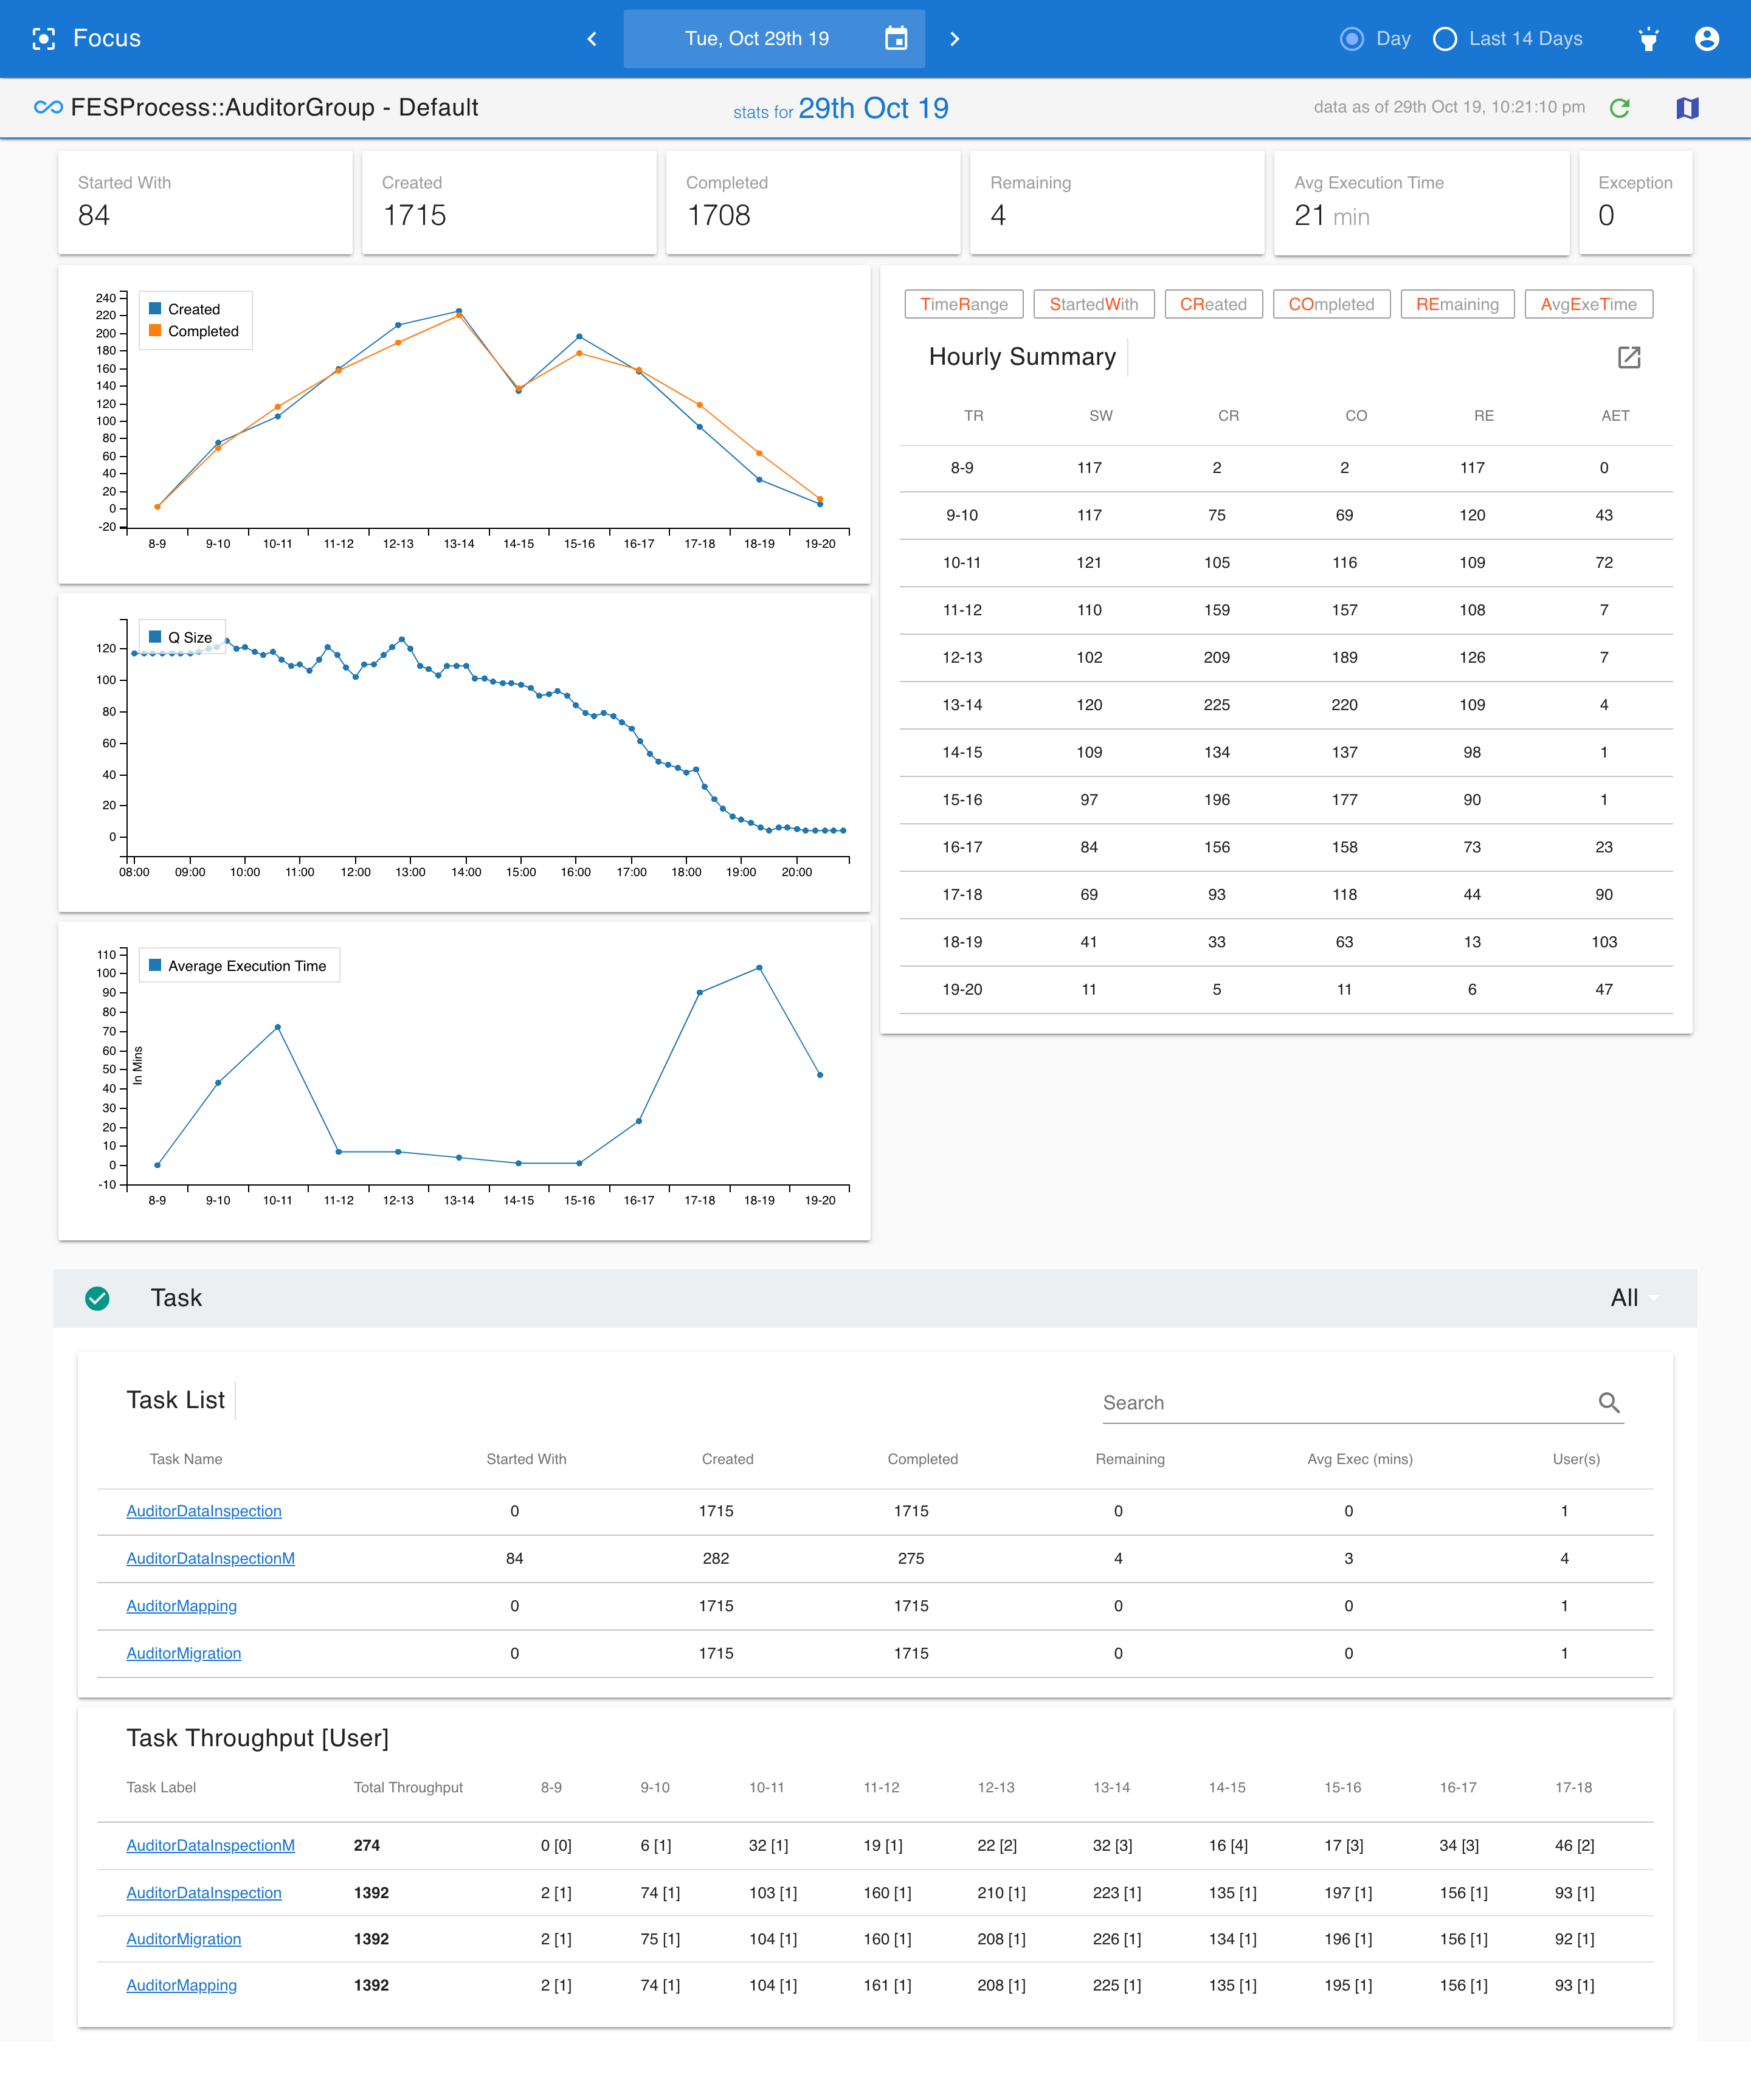 Focus
Tue, Oct 29th 19
Day
Last 14 Days
FESProcess::AuditorGroup - Default
stats for 29th Oct 19
data as of 29th Oct 19, 10:21:10 pm
Started With
84
Created
1715
Completed
1708
Remaining
4
Avg Execution Time
21 min
Exception
0
Created
Completed
240
220
200
180
160
140
120
100
80
60
40
20
0
-20
8-9 9-10 10-11 11-12 12-13 13-14 14-15 15-16 16-17 17-18 18-19 19-20
Q Size
120
100
80
60
40
20
0
08:00 09:00 10:00 11:00 12:00 13:00 14:00 15:00 16:00 17:00 18:00 19:00 20:00
Average Execution Time
In Mins
110
100
90
80
70
60
50
40
30
20
10
0
-10
8-9 9-10 10-11 11-12 12-13 13-14 14-15 15-16 16-17 17-18 18-19 19-20
TimeRange StartedWith CReated COmpleted REmaining AvgExeTime
Hourly Summary
TR SW CR CO RE AET
8-9 117 2 2 117 0
9-10 117 75 69 120 43
10-11 121 105 116 109 72
11-12 110 159 157 108 7
12-13 102 209 189 126 7
13-14 120 225 220 109 4
14-15 109 134 137 98 1
15-16 97 196 177 90 1
16-17 84 156 158 73 23
17-18 69 93 118 44 90
18-19 41 33 63 13 103
19-20 11 5 11 6 47
Task
All
Task List
Search
Task Name Started With Created Completed Remaining Avg Exec (mins) User(s)
AuditorDataInspection 0 1715 1715 0 0 1
AuditorDataInspectionM 84 282 275 4 3 4
AuditorMapping 0 1715 1715 0 0 1
AuditorMigration 0 1715 1715 0 0 1
Task Throughput [User]
Task Label Total Throughput 8-9 9-10 10-11 11-12 12-13 13-14 14-15 15-16 16-17 17-18
AuditorDataInspectionM 274 0 [0] 6 [1] 32 [1] 19 [1] 22 [2] 32 [3] 16 [4] 17 [3] 34 [3] 46 [2]
AuditorDataInspection 1392 2 [1] 74 [1] 103 [1] 160 [1] 210 [1] 223 [1] 135 [1] 197 [1] 156 [1] 93 [1]
AuditorMigration 1392 2 [1] 75 [1] 104 [1] 160 [1] 208 [1] 226 [1] 134 [1] 196 [1] 156 [1] 92 [1]
AuditorMapping 1392 2 [1] 74 [1] 104 [1] 161 [1] 208 [1] 225 [1] 135 [1] 195 [1] 156 [1] 93 [1]